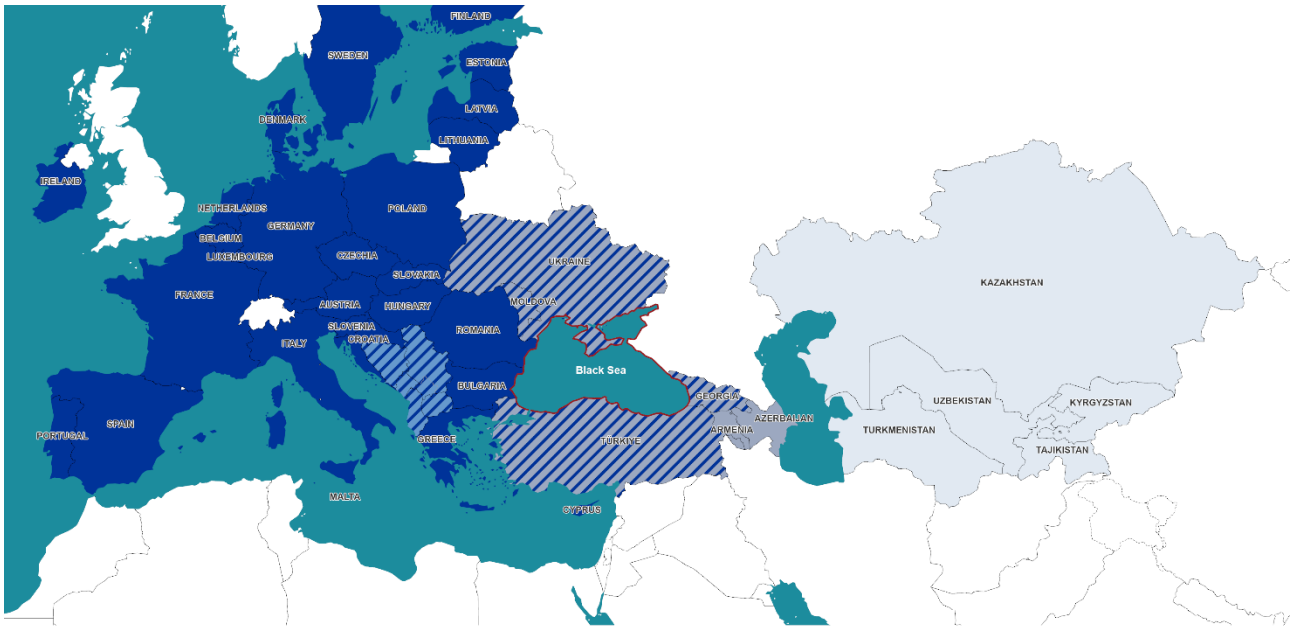 FINLAND
SWEDEN
ESTONIA
LATVIA
DENMARK
LITHUANIA
IRELAND
NETHERLANDS
POLAND
GERMANY
BELGIUM
LUXEMBOURG
CZECHIA
UKRAINE
SLOVAKIA
KAZAKHSTAN
FRANCE
AUSTRIA
HUNGARY
MOLDOVA
SLOVENIA
ROMANIA
CROATIA
ITALY
Black Sea
BULGARIA
GEORGIA
UZBEKISTAN
KYRGYZSTAN
PORTUGAL
SPAIN
GREECE
TÜRKIYE
ARMENIA
AZERBAIJAN
TURKMENISTAN
TAJIKISTAN
MALTA
CYPRUS